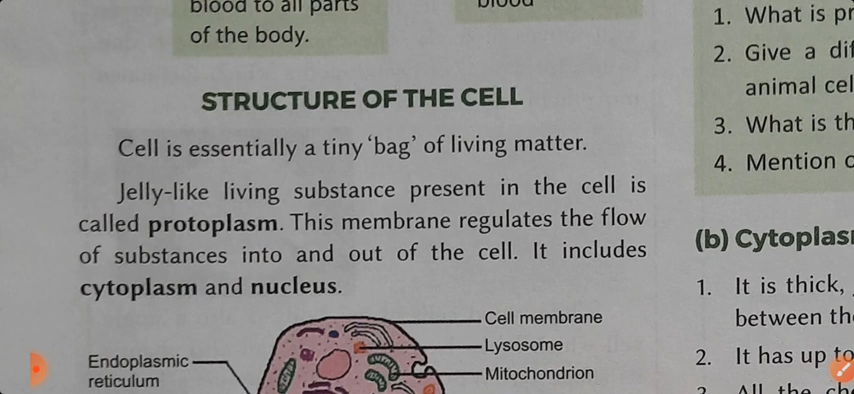 blood to all parts
of the body.
blood
STRUCTURE OF THE CELL
Cell is essentially a tiny ‘bag’ of living matter.
Jelly-like living substance present in the cell is
called protoplasm. This membrane regulates the flow
of substances into and out of the cell. It includes
cytoplasm and nucleus.
Cell membrane
Lysosome
Mitochondrion
Endoplasmic
reticulum
1. What is
2. Give a
animal
3. What is
4. Mention
(b)
1. It is thick,
between
2. It has up to
All the